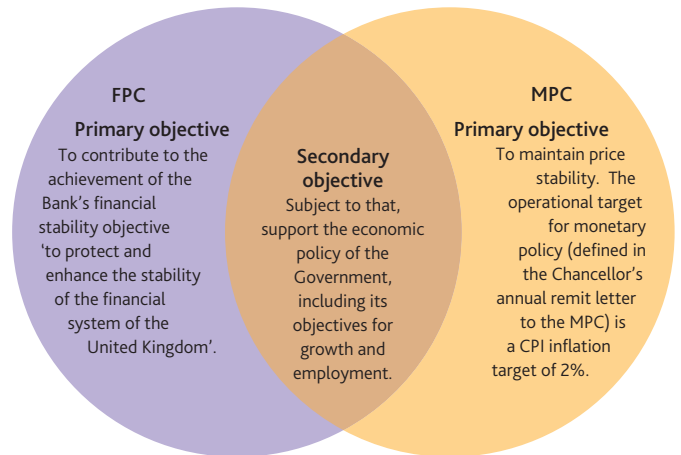 FPC
Primary objective
To contribute to the
achievement of the
Bank's financial
stability objective
‘to protect and
enhance the stability
of the financial
system of the
United Kingdom’.
Secondary
objective
Subject to that,
support the economic
policy of the
Government,
including its
objectives for
growth and
employment.
MPC
Primary objective
To maintain price
stability.  The
operational target
for monetary
policy (defined in
the Chancellor’s
annual remit letter
to the MPC) is
a CPI inflation
target of 2%.